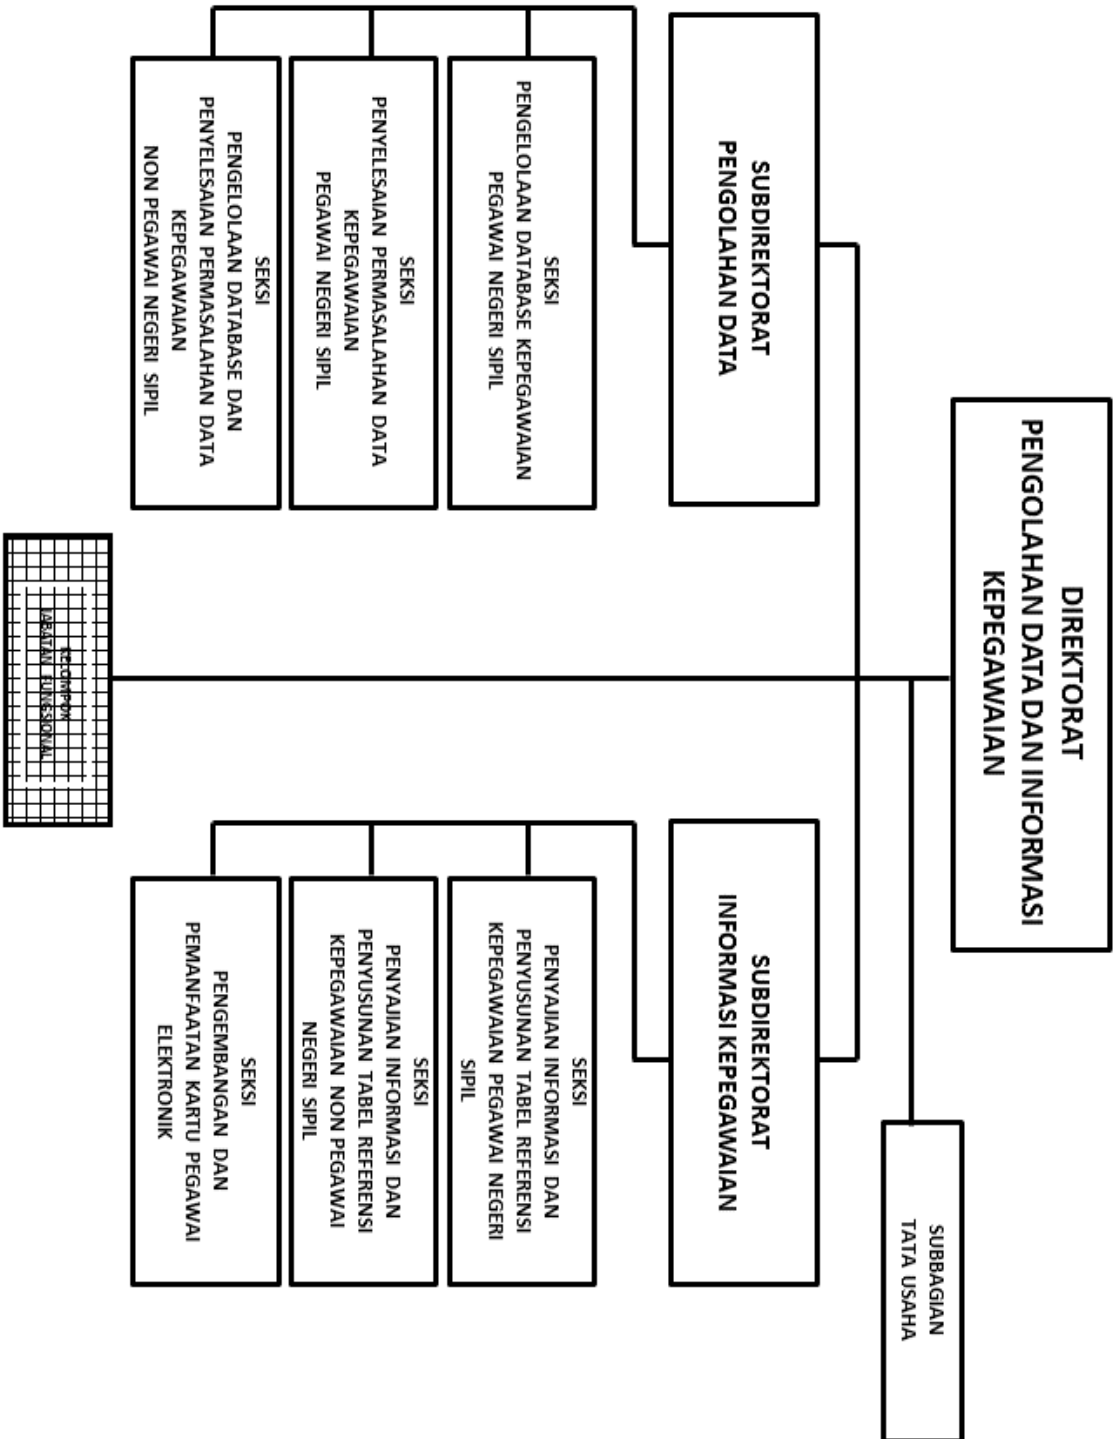 DIREKTORAT
PENGOLAHAN DATA DAN INFORMASI
KEPEGAWAIAN
SUBBAGIAN
TATA USAHA
SUBDIREKTORAT
PENGOLAHAN DATA
SEKSI
PENGELOLAAN DATABASE KEPEGAWAIAN
PEGAWAI NEGERI SIPIL
SEKSI
PENYELESAIAN PERMASALAHAN DATA
KEPEGAWAIAN
PEGAWAI NEGERI SIPIL
SEKSI
PENGELOLAAN DATABASE DAN
PENYELESAIAN PERMASALAHAN DATA
KEPEGAWAIAN
NON PEGAWAI NEGERI SIPIL
SUBDIREKTORAT
INFORMASI KEPEGAWAIAN
SEKSI
PENYAJIAN INFORMASI DAN
PENYUSUNAN TABEL REFERENSI
KEPEGAWAIAN PEGAWAI NEGERI
SIPIL
SEKSI
PENYAJIAN INFORMASI DAN
PENYUSUNAN TABEL REFERENSI
KEPEGAWAIAN NON PEGAWAI
NEGERI SIPIL
SEKSI
PENGEMBANGAN DAN
PEMANFAATAN KARTU PEGAWAI
ELEKTRONIK
KELOMPOK
JABATAN FUNGSIONAL